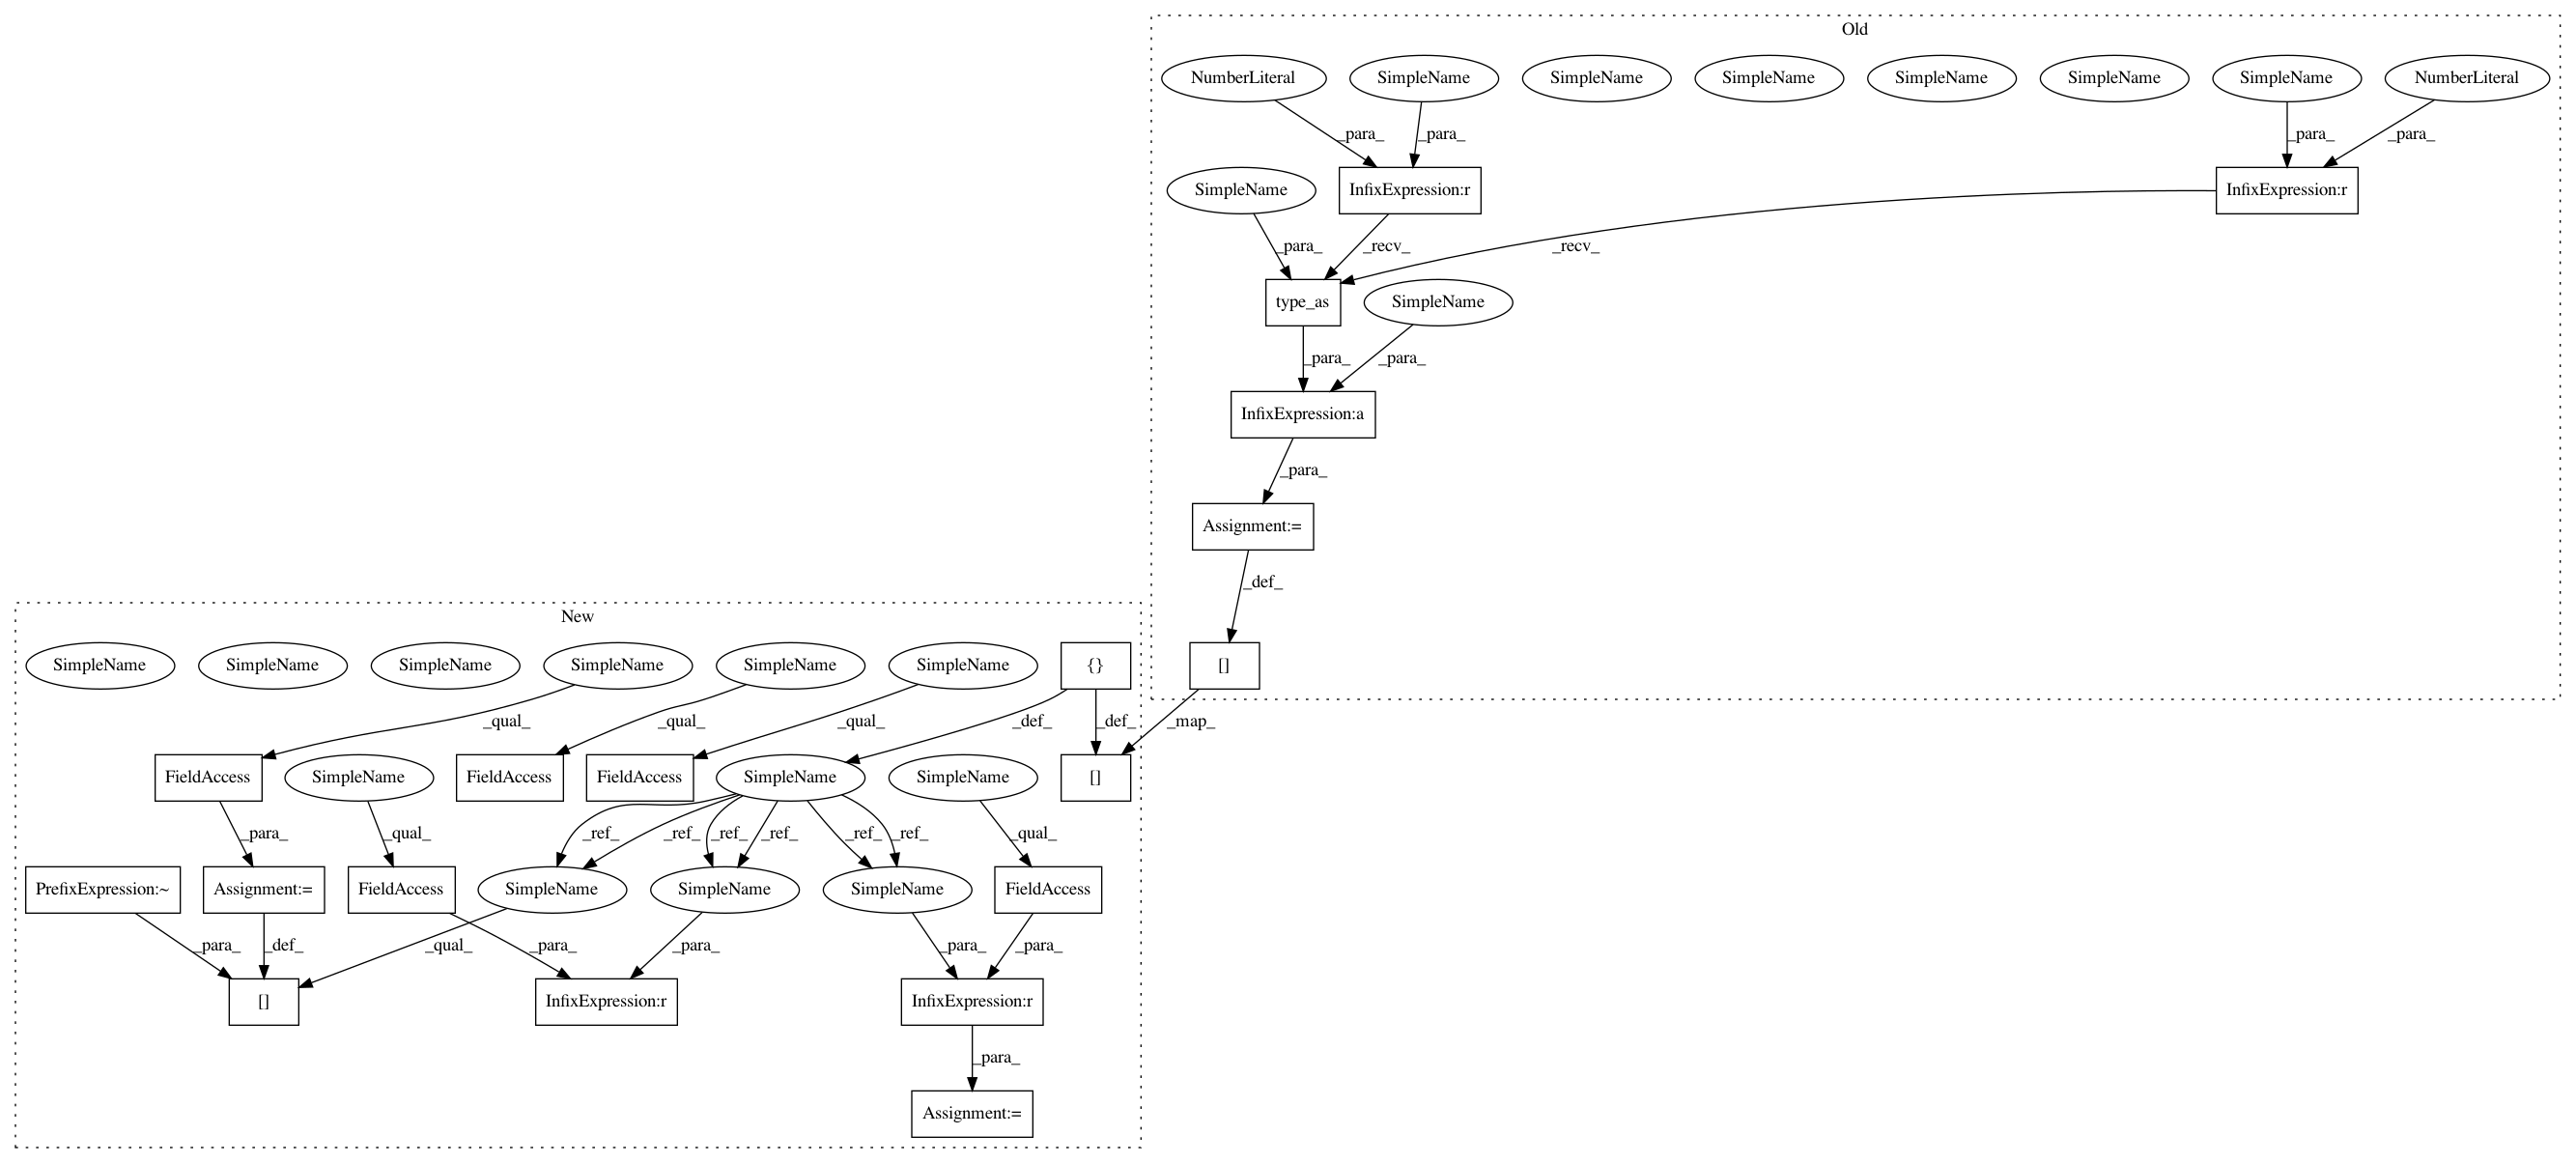 Old
NumberLiteral
SimpleName
SimpleName
SimpleName
SimpleName
SimpleName
SimpleName
NumberLiteral
_para_
_para_
_para_
_para_
SimpleName
InfixExpression:r
InfixExpression:r
_para_
_recv_
_recv_
type_as
SimpleName
_para_
_para_
InfixExpression:a
_para_
Assignment:=
_def_
[]
New
SimpleName
SimpleName
SimpleName
SimpleName
SimpleName
SimpleName
{}
_qual_
_qual_
_qual_
_def_
_def_
_map_
FieldAccess
SimpleName
FieldAccess
FieldAccess
SimpleName
SimpleName
[]
_para_
_qual_
_ref_
_ref_
_ref_
_ref_
_ref_
_ref_
_qual_
PrefixExpression:~
Assignment:=
FieldAccess
SimpleName
SimpleName
SimpleName
FieldAccess
_para_
_def_
_qual_
_para_
_para_
_para_
_para_
[]
InfixExpression:r
InfixExpression:r
_para_
Assignment:=